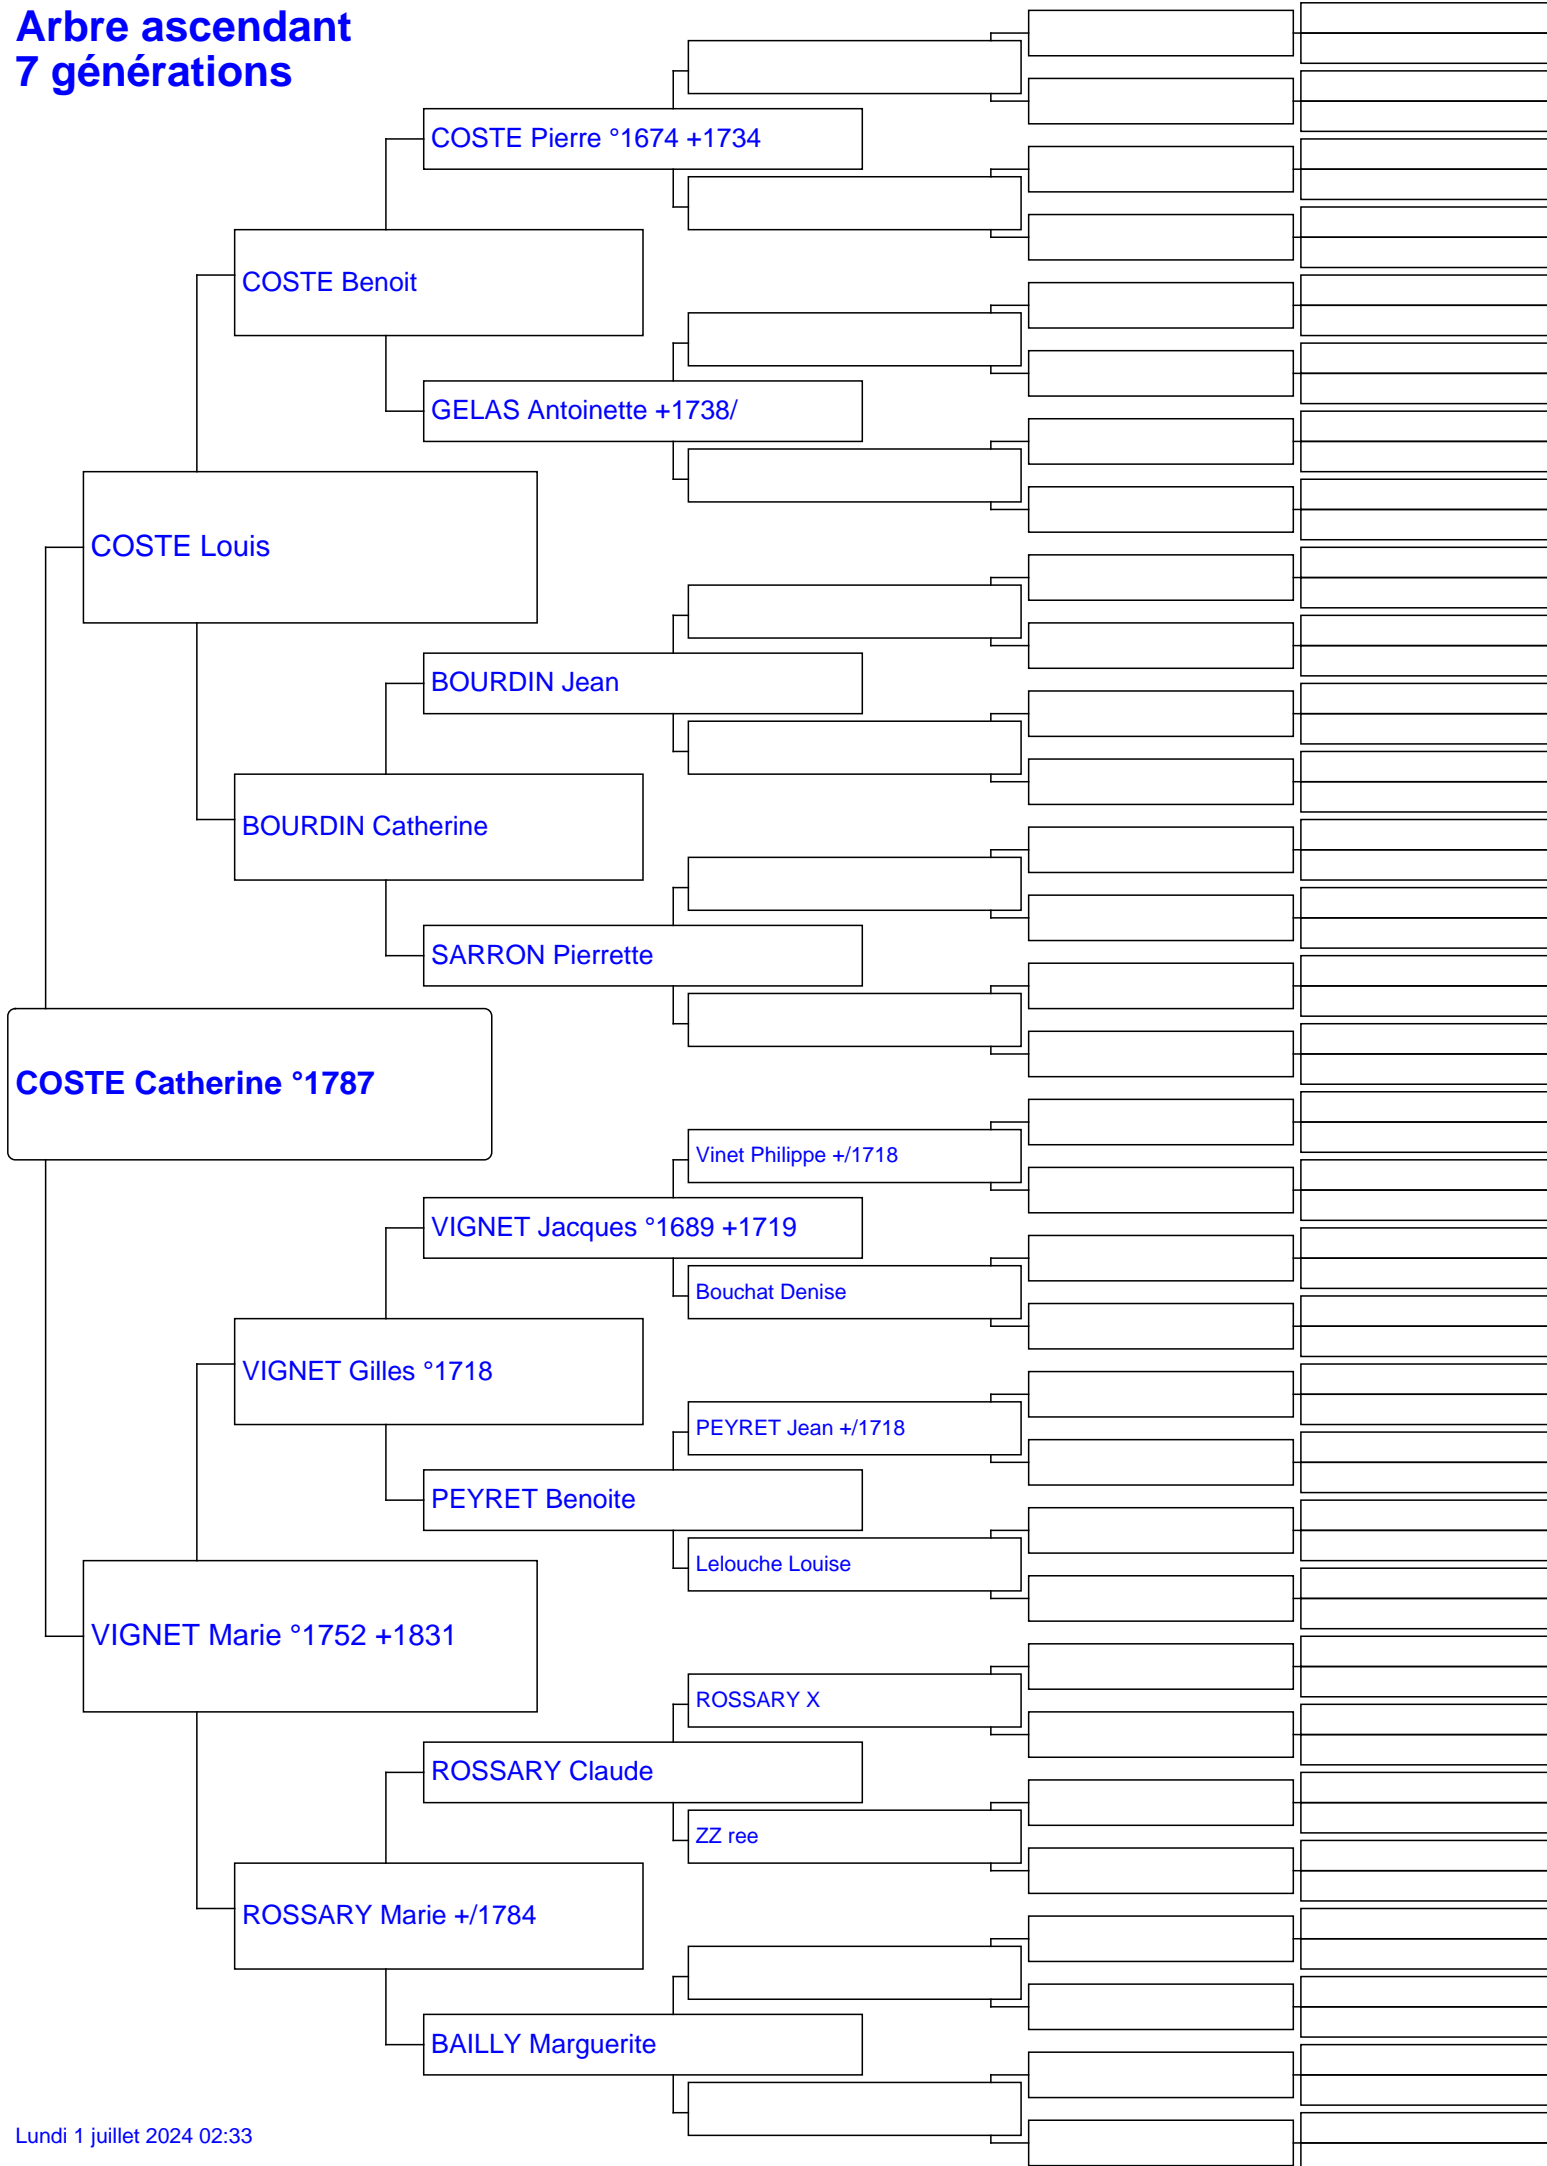 Arbre ascendant
7 générations
COSTE Pierre °1674 +1734
COSTE Benoit
GELAS Antoinette +1738/
COSTE Louis
BOURDIN Jean
BOURDIN Catherine
SARRON Pierrette
COSTE Catherine °1787
Vinet Philippe +/1718
VIGNET Jacques °1689 +1719
Bouchat Denise
VIGNET Gilles °1718
PEYRET Jean +/1718
PEYRET Benoite
Lelouche Louise
VIGNET Marie °1752 +1831
ROSSARY X
ROSSARY Claude
ZZ ree
ROSSARY Marie +/1784
BAILLY Marguerite
Lundi 1 juillet 2024 02:33